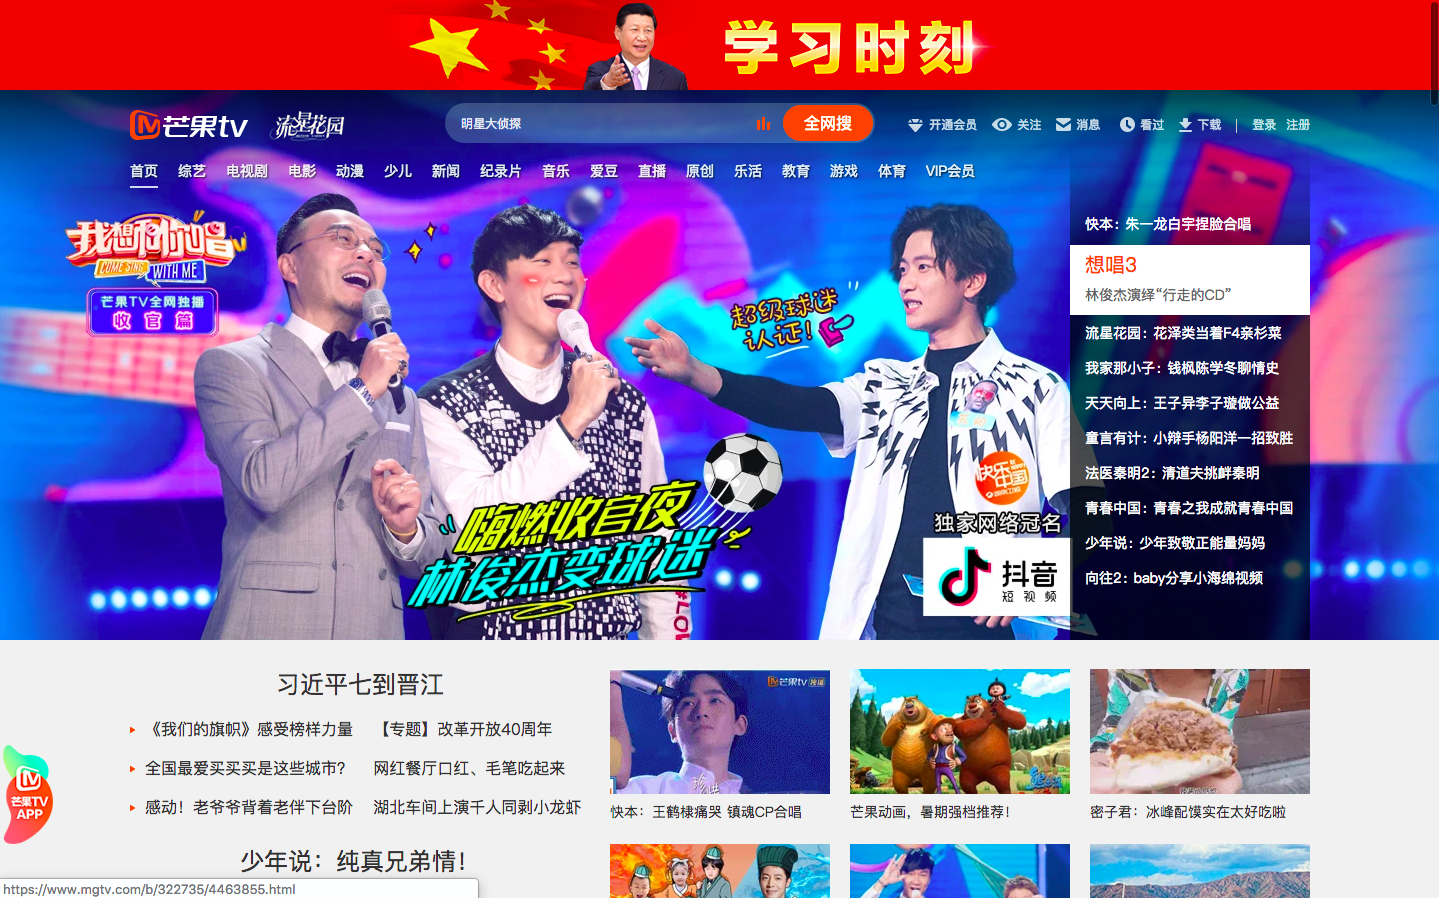 学习时刻
芒果tv
流星花园
明星大侦探
全网搜
开通会员
关注
消息
看过
下载
登录
注册
首页 综艺 电视剧 电影 动漫 少儿 新闻 纪录片 音乐 爱豆 直播 原创 乐活 教育 游戏 体育 VIP会员
我想和你唱
COME SING WITH ME
芒果TV全网独播
收官篇
超级球迷
认证!
快乐
中国
嗨燃收官夜
林俊杰变球迷
独家网络冠名
抖音
短视频
快本：朱一龙白宇捏脸合唱
想唱3
林俊杰演绎“行走的CD”
流星花园：花泽类当着F4亲杉菜
我家那小子：钱枫陈学冬聊情史
天天向上：王子异李子璇做公益
童言有计：小辩手杨阳洋一招致胜
法医秦明2：清道夫挑衅秦明
青春中国：青春之我成就青春中国
少年说：少年致敬正能量妈妈
向往2：baby分享小海绵视频
习近平七到晋江
《我们的旗帜》感受榜样力量 【专题】改革开放40周年
全国最爱买买买是这些城市？ 网红餐厅口红、毛笔吃起来
感动！老爷爷背着老伴下台阶 湖北车间上演千人同剥小龙虾
少年说：纯真兄弟情！
芒果tv 独播
快本：王鹤棣痛哭 镇魂CP合唱
芒果动画，暑期强档推荐！
密子君：冰峰配馍实在太好吃啦
芒果TV
APP
https://www.mgtv.com/b/322735/4463855.html